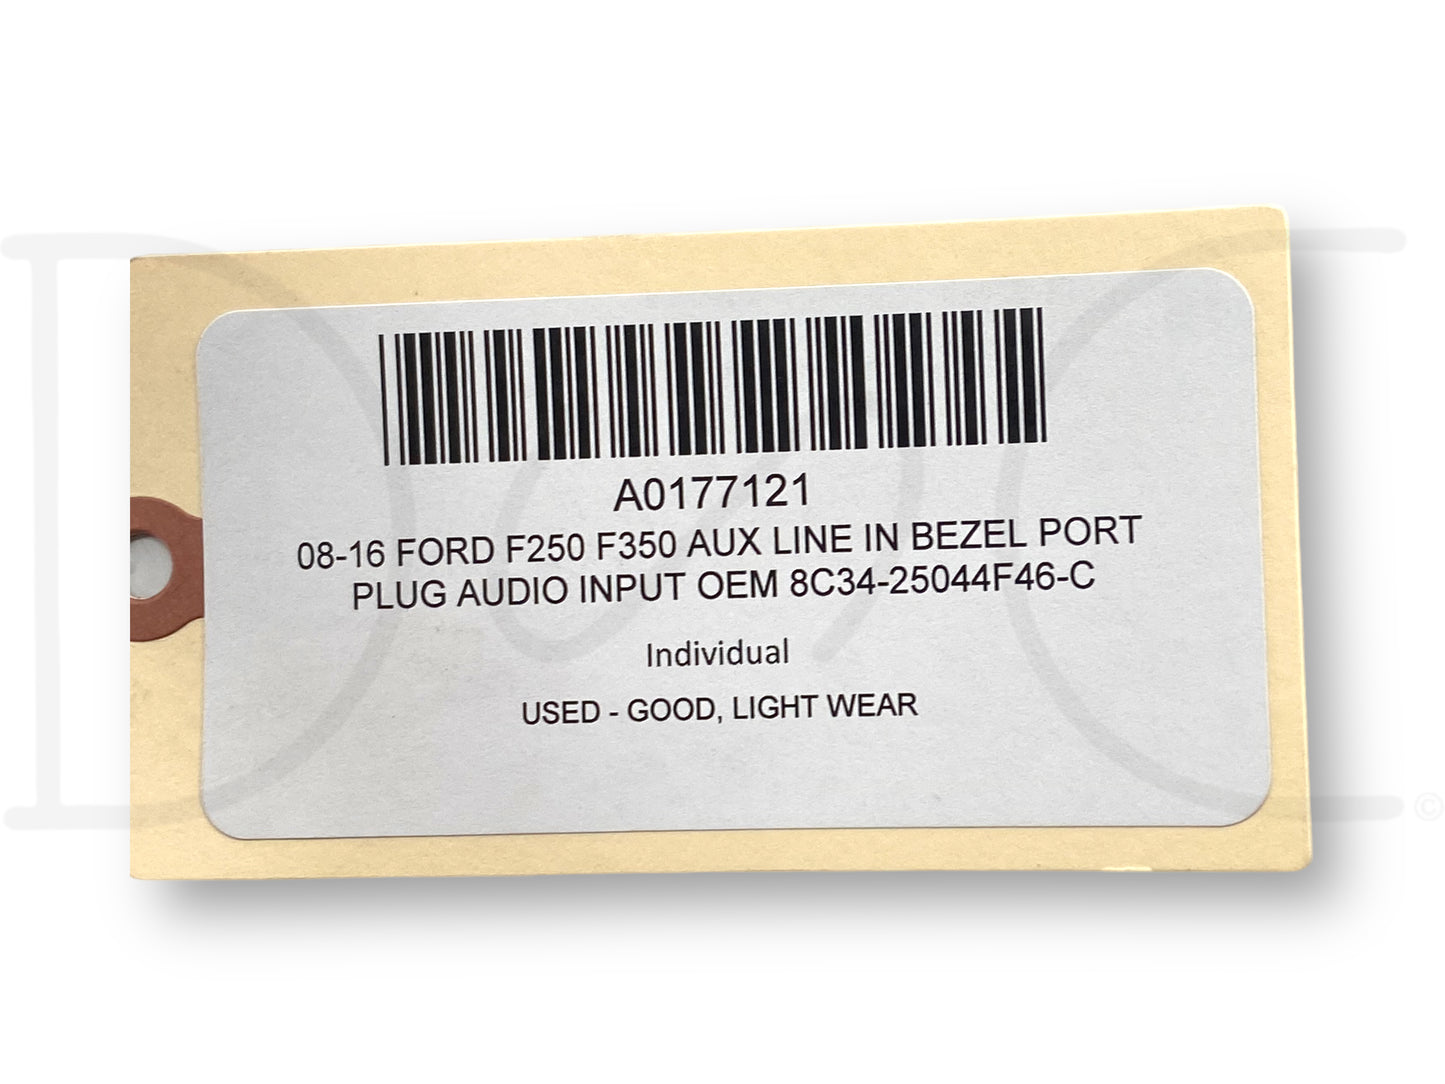 A0177121
08-16 FORD F250 F350 AUX LINE IN BEZEL PORT
PLUG AUDIO INPUT OEM 8C34-25044F46-C
Individual
USED - GOOD, LIGHT WEAR
©